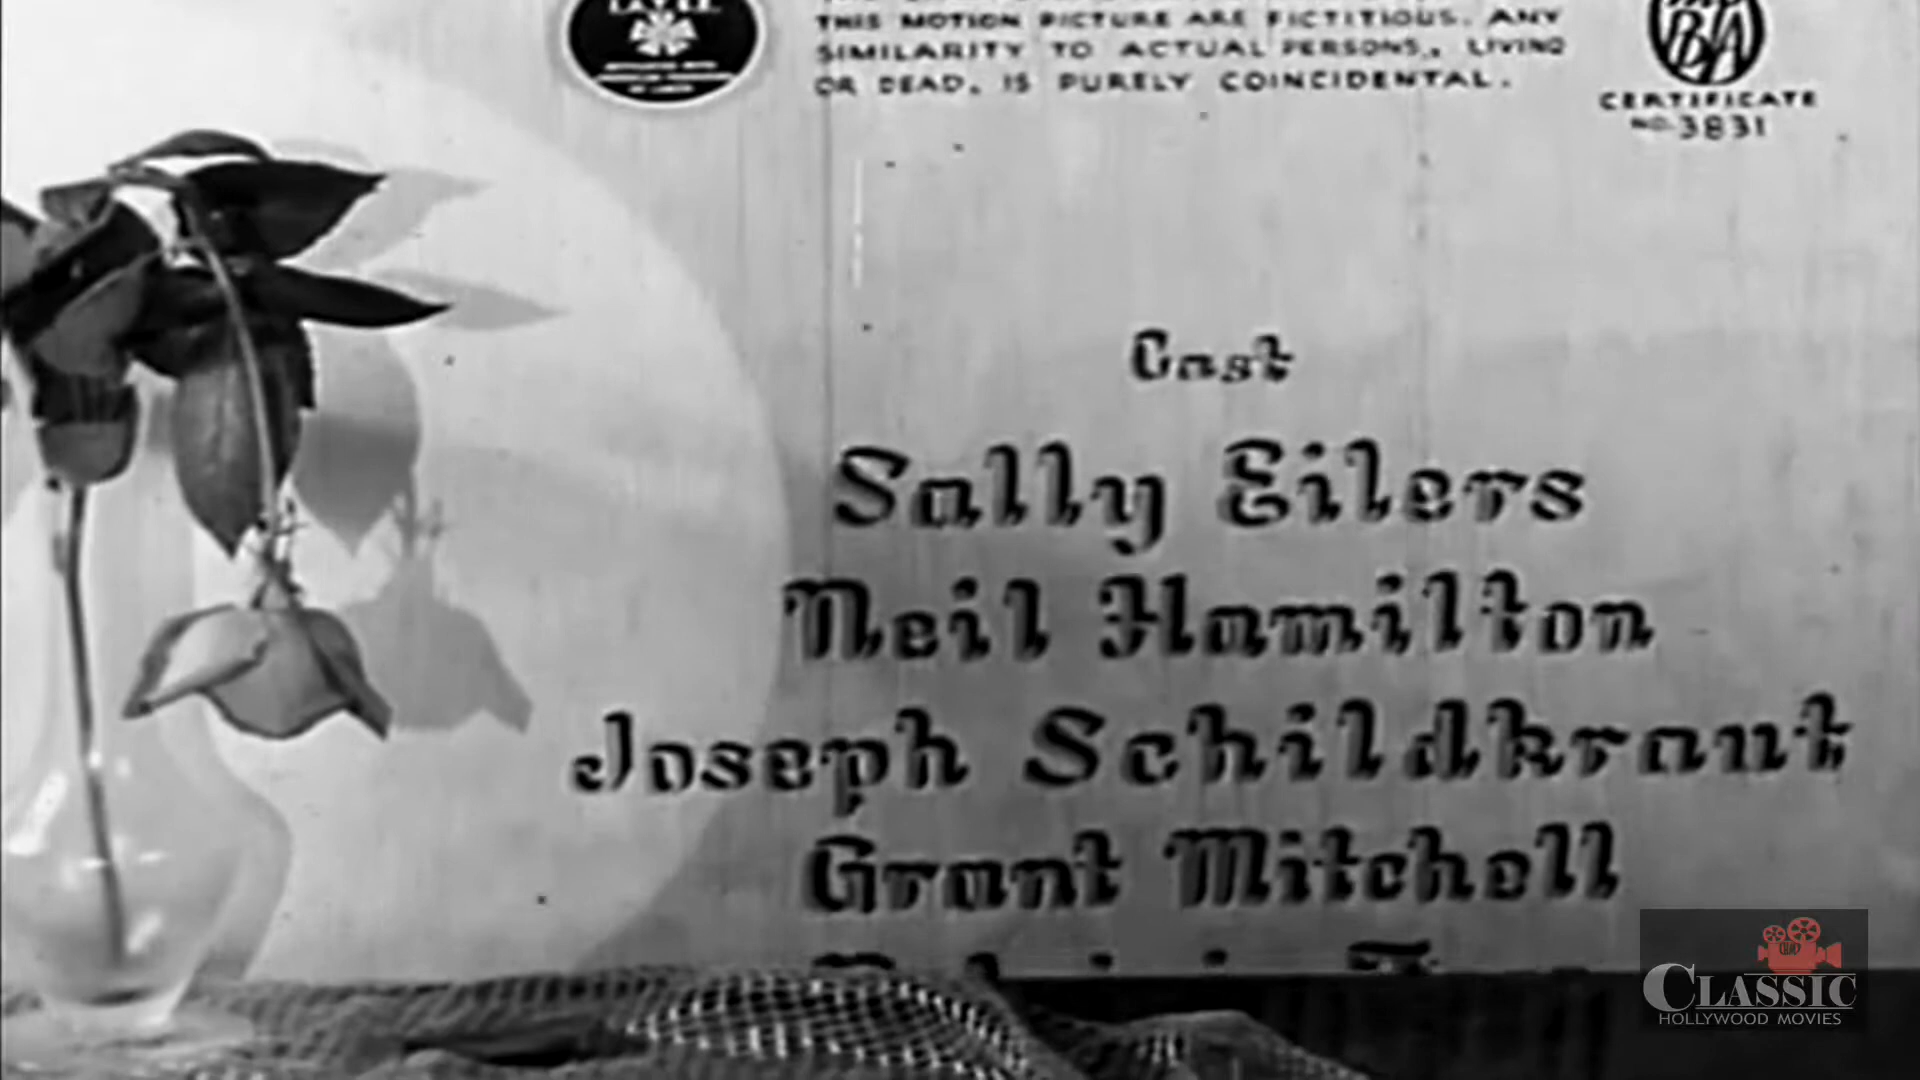 THIS MOTION PICTURE ARE FICTITIOUS. ANY
SIMILARITY TO ACTUAL PERSONS, LIVING
OR DEAD, IS PURELY COINCIDENTAL.
CERTIFICATE
NO. 3831
Cast
Sally Eilers
Neil Hamilton
Joseph Schildkraut
Grant Mitchell
CLASSIC
HOLLYWOOD MOVIES